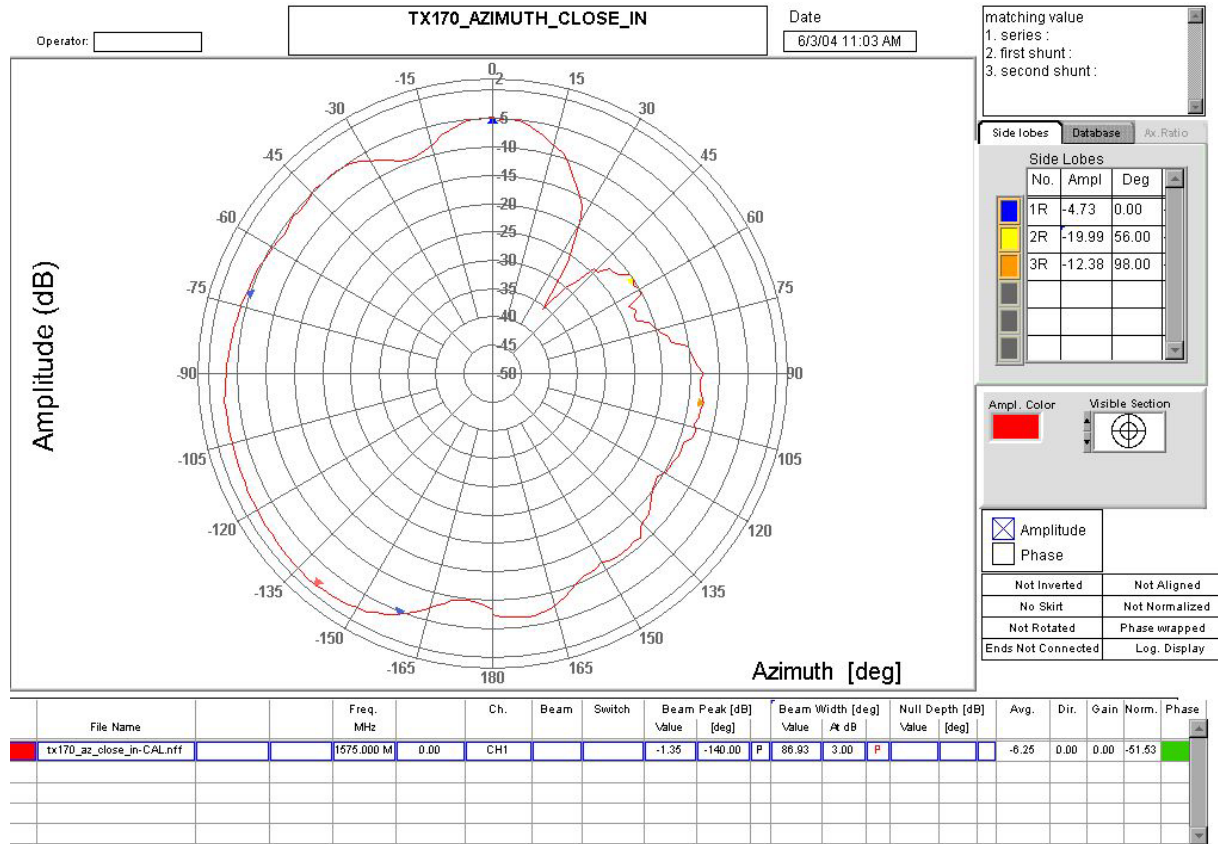 TX170_AZIMUTH_CLOSE_IN
Operator:
Date
6/3/04 11:03 AM
matching value
1. series :
2. first shunt :
3. second shunt :
Side lobes Database Ax.Ratio
Side Lobes
No. Ampl Deg
1R -4.73 0.00
2R -19.99 56.00
3R -12.38 98.00
Ampl. Color Visible Section
Amplitude
Phase
Not Inverted Not Aligned
No Skirt Not Normalized
Not Rotated Phase wrapped
Ends Not Connected Log. Display
Amplitude (dB)
0
-15 15
-30 30
-45 45
-60 60
-75 75
-90 90
-105 105
-120 120
-135 135
-150 150
-165 165
180
2
-5
-10
-15
-20
-25
-30
-35
-40
-45
-50
Azimuth [deg]
File Name Freq. MHz Ch. Beam Switch Beam Peak [dB] Value [deg] Beam Width [deg] Value At dB Null Depth [dB] Value [deg] Avg. Dir. Gain Norm. Phase
tx170_az_close_in-CAL.nff 1575.000 M 0.00 CH1 -1.35 -140.00 P 86.93 3.00 P -6.25 0.00 0.00 -51.53